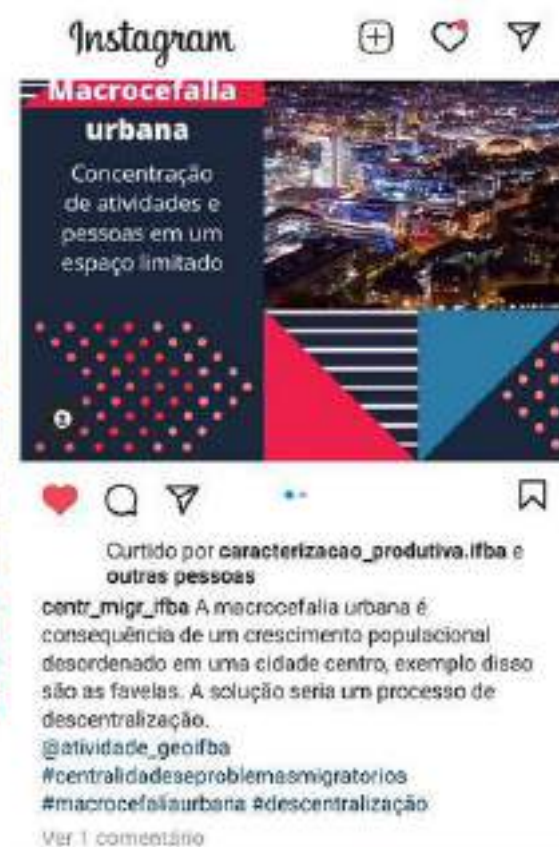 Instagram
Macrocefalia
urbana
Concentração
de atividades e
pessoas em um
espaço limitado
Curtido por caracterizacao_produtiva.ifba e
outras pessoas
centr_migr_ifba A macrocefalia urbana é
consequência de um crescimento populacional
desordenado em uma cidade centro, exemplo disso
são as favelas. A solução seria um processo de
descentralização.
@atividade_geoifba
#centralidadeseproblemasmigratorios
#macrocefaliaurbana #descentralização
Ver 1 comentário